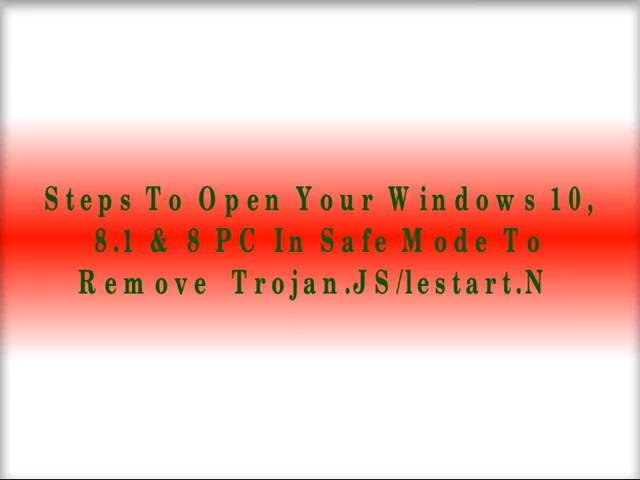 Steps To Open Your Windows 10,
8.1 & 8 PC In Safe Mode To
Remove Trojan.JS/lestart.N